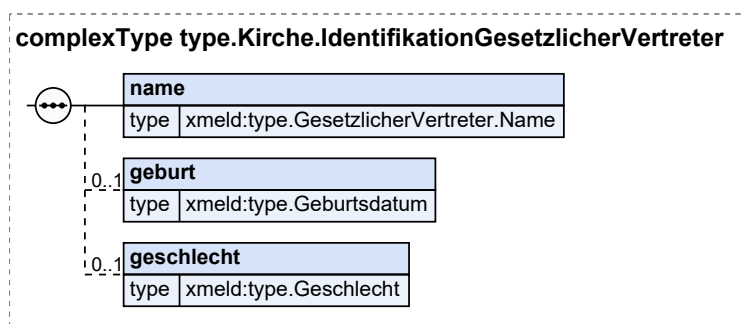 complexType type.Kirche.IdentifikationGesetzlicherVertreter
name
type xmeld:type.GesetzlicherVertreter.Name
0..1 geburt
type xmeld:type.Geburtsdatum
0..1 geschlecht
type xmeld:type.Geschlecht